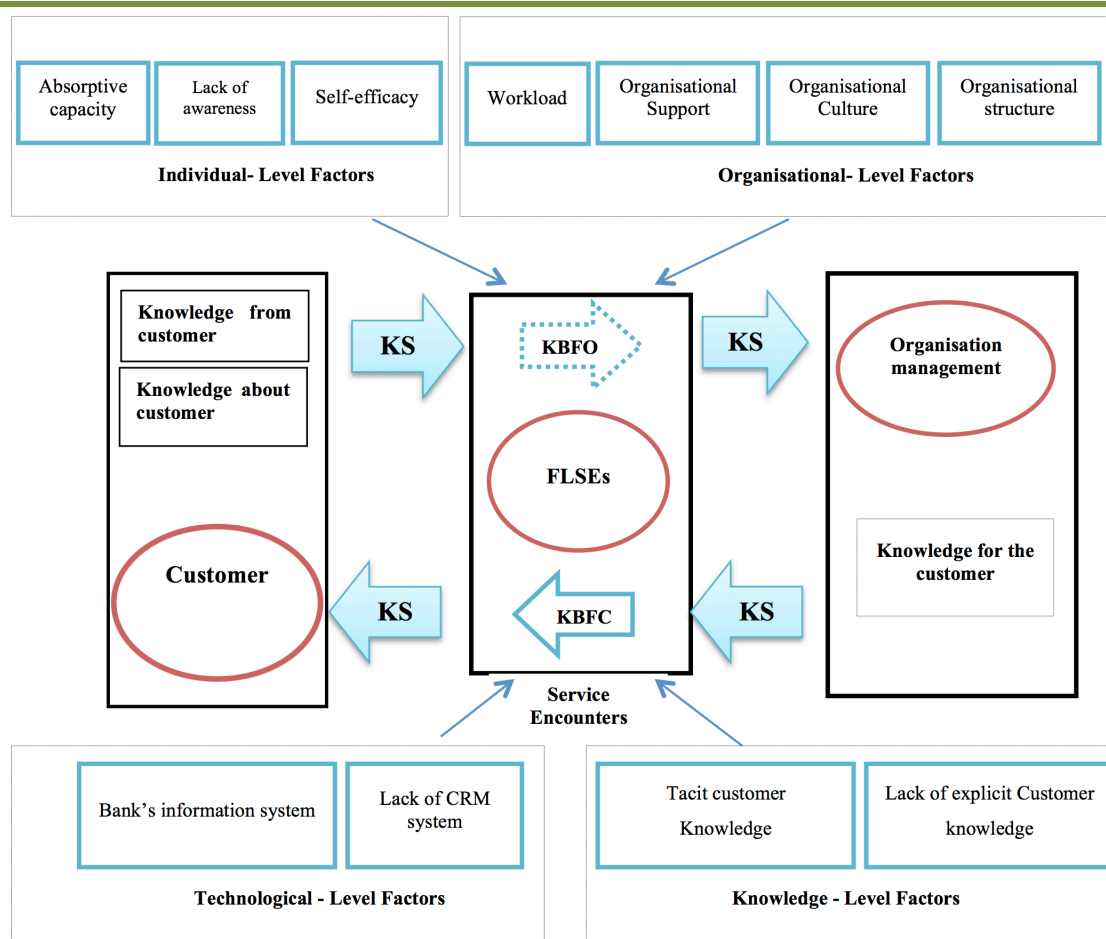 Absorptive
capacity
Lack of
awareness
Self-efficacy
Individual- Level Factors
Workload
Organisational
Support
Organisational
Culture
Organisational
structure
Organisational- Level Factors
Knowledge from
customer
Knowledge about
customer
Customer
KS
KS
KBFO
FLSEs
KBFC
Service
Encounters
KS
KS
Organisation
management
Knowledge for the
customer
Bank's information system
Lack of CRM
system
Technological - Level Factors
Tacit customer
Knowledge
Lack of explicit Customer
knowledge
Knowledge - Level Factors